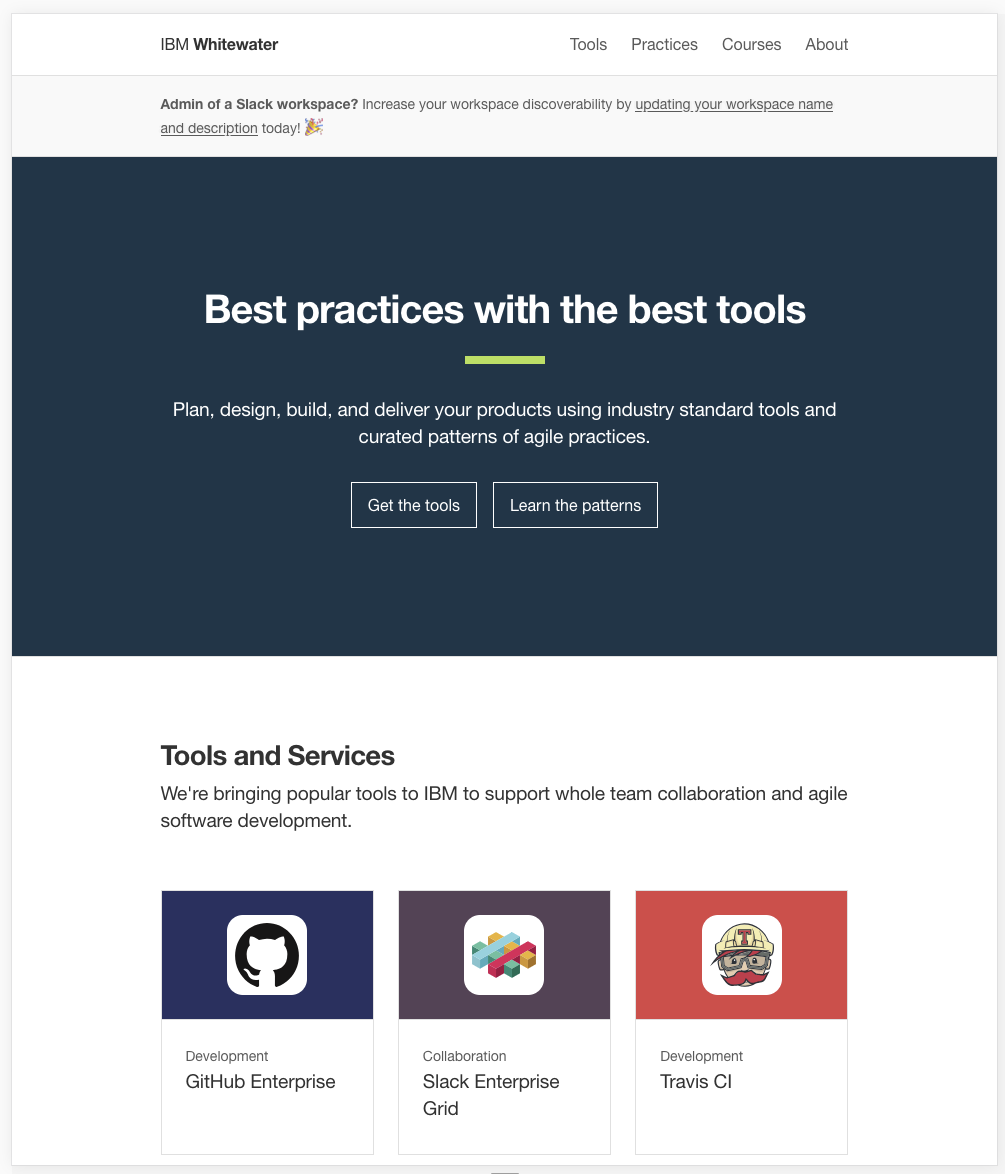 IBM Whitewater
Tools Practices Courses About
Admin of a Slack workspace? Increase your workspace discoverability by updating your workspace name
and description today! 🎉
Best practices with the best tools
Plan, design, build, and deliver your products using industry standard tools and
curated patterns of agile practices.
Get the tools
Learn the patterns
Tools and Services
We're bringing popular tools to IBM to support whole team collaboration and agile
software development.
T
Development
GitHub Enterprise
Collaboration
Slack Enterprise
Grid
Development
Travis CI